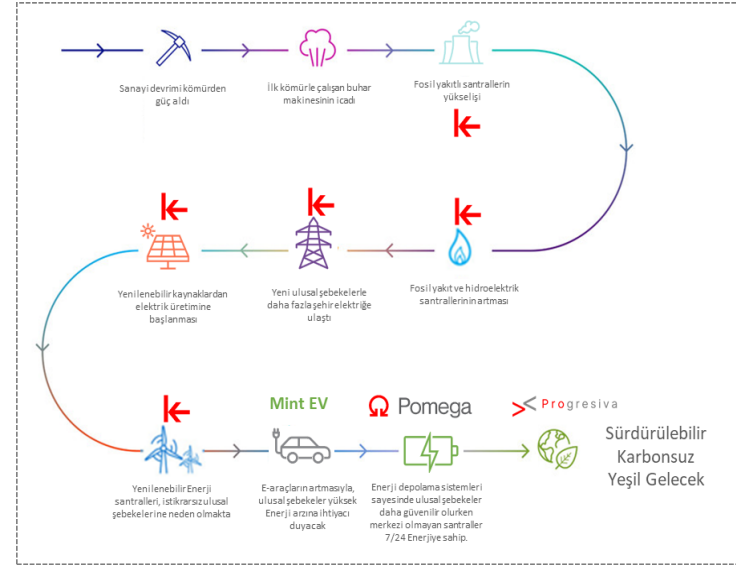 Sanayi devrimi kömürden
güç aldı
İlk kömürle çalışan buhar
makinesinin icadı
Fosil yakıtlı santrallerin
yükselişi
Yenilenebilir kaynaklardan
elektrik üretimine
başlanması
Yeni ulusal şebekelerle
daha fazla şehir elektriğe
ulaştı
Fosil yakıt ve hidroelektrik
santrallerinin artması
Mint EV
Pomega
Progresiva
Yenilenebilir Enerji
santralleri, istikrarsız ulusal
şebekelerine neden olmakta
E-araçların artmasıyla,
ulusal şebekeler yüksek
Enerji arzına ihtiyacı
duyacak
Enerji depolama sistemleri
sayesinde ulusal şebekeler
daha güvenilir olurken
merkezi olmayan santraller
7/24 Enerjiye sahip.
Sürdürülebilir
Karbonsuz
Yeşil Gelecek